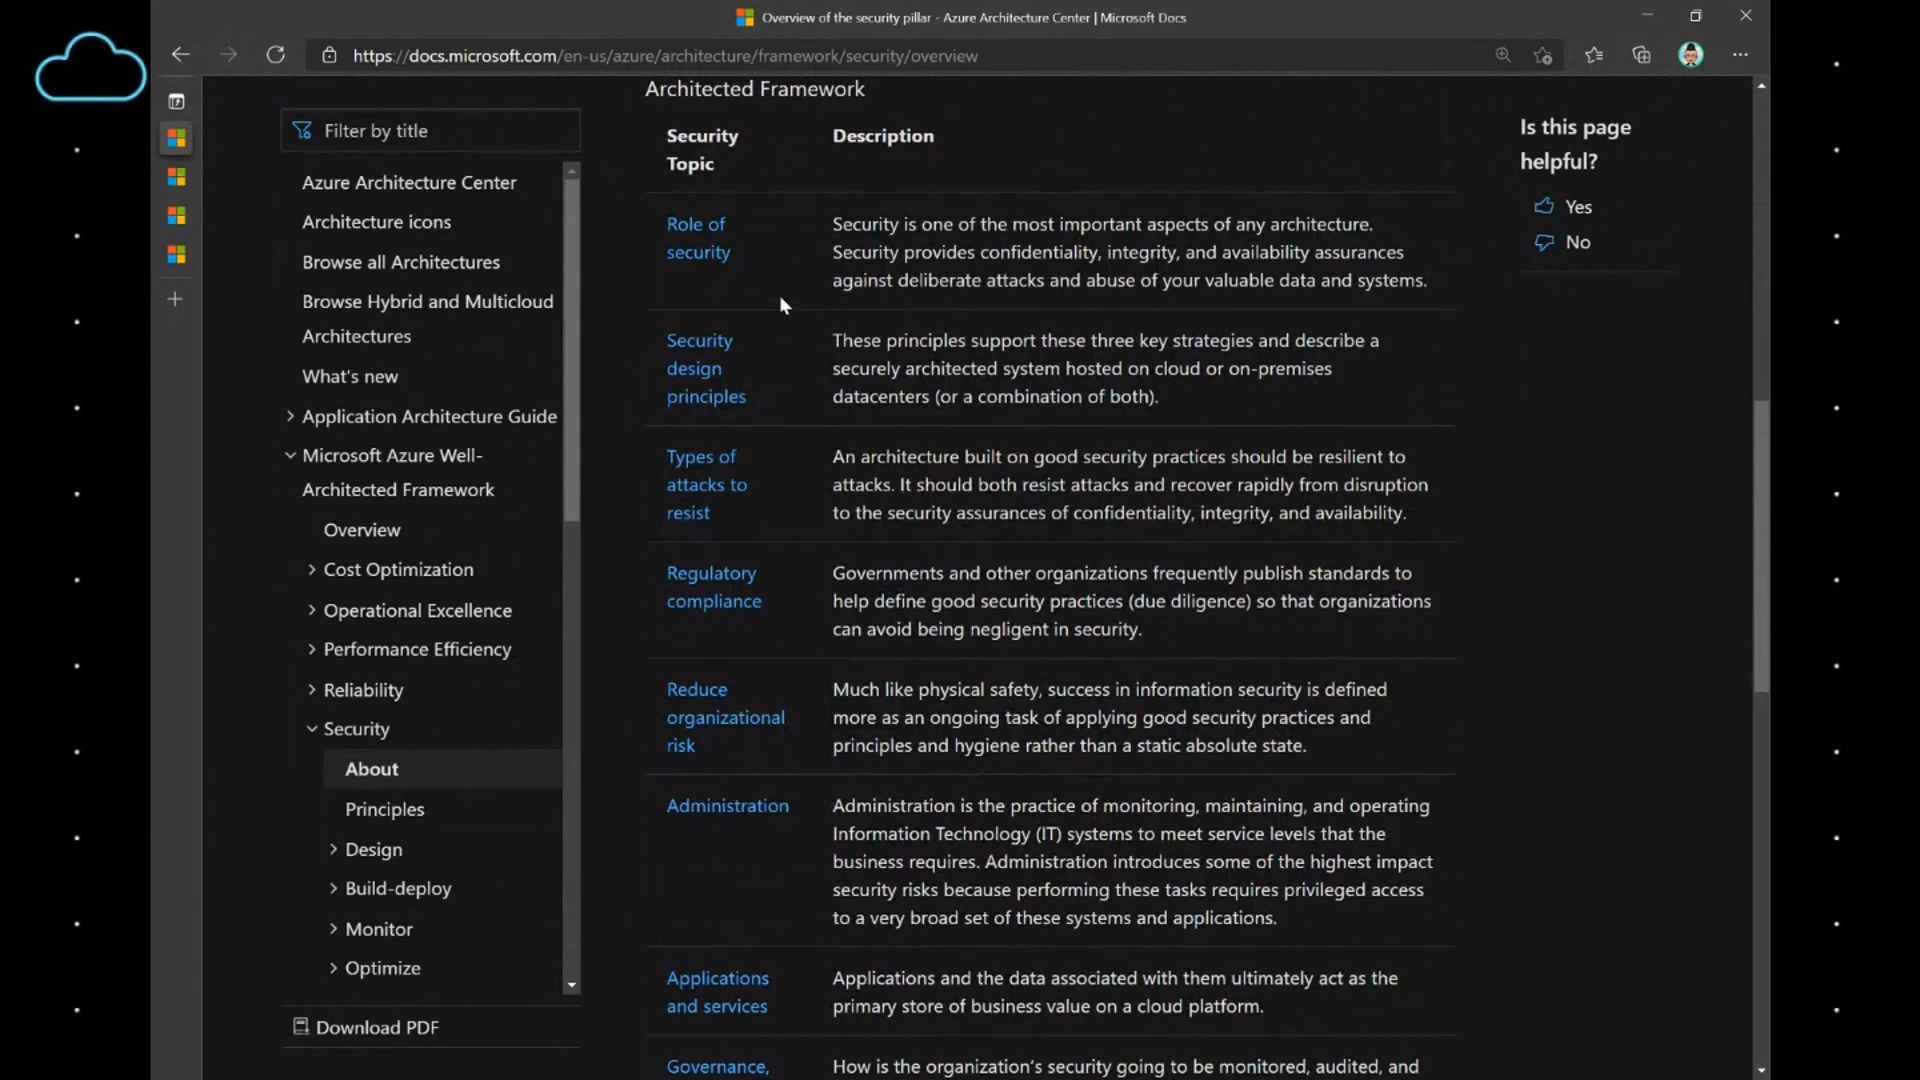 Overview of the security pillar - Azure Architecture Center | Microsoft Docs
https://docs.microsoft.com/en-us/azure/architecture/framework/security/overview
Filter by title
Azure Architecture Center
Architecture icons
Browse all Architectures
Browse Hybrid and Multicloud
Architectures
What's new
Application Architecture Guide
Microsoft Azure Well-
Architected Framework
Overview
Cost Optimization
Operational Excellence
Performance Efficiency
Reliability
Security
About
Principles
Design
Build-deploy
Monitor
Optimize
Download PDF
Architected Framework
Security
Topic
Description
Role of
security
Security is one of the most important aspects of any architecture.
Security provides confidentiality, integrity, and availability assurances
against deliberate attacks and abuse of your valuable data and systems.
Security
design
principles
These principles support these three key strategies and describe a
securely architected system hosted on cloud or on-premises
datacenters (or a combination of both).
Types of
attacks to
resist
An architecture built on good security practices should be resilient to
attacks. It should both resist attacks and recover rapidly from disruption
to the security assurances of confidentiality, integrity, and availability.
Regulatory
compliance
Governments and other organizations frequently publish standards to
help define good security practices (due diligence) so that organizations
can avoid being negligent in security.
Reduce
organizational
risk
Much like physical safety, success in information security is defined
more as an ongoing task of applying good security practices and
principles and hygiene rather than a static absolute state.
Administration
Administration is the practice of monitoring, maintaining, and operating
Information Technology (IT) systems to meet service levels that the
business requires. Administration introduces some of the highest impact
security risks because performing these tasks requires privileged access
to a very broad set of these systems and applications.
Applications
and services
Applications and the data associated with them ultimately act as the
primary store of business value on a cloud platform.
Governance,
How is the organization's security going to be monitored, audited, and
Is this page
helpful?
Yes
No